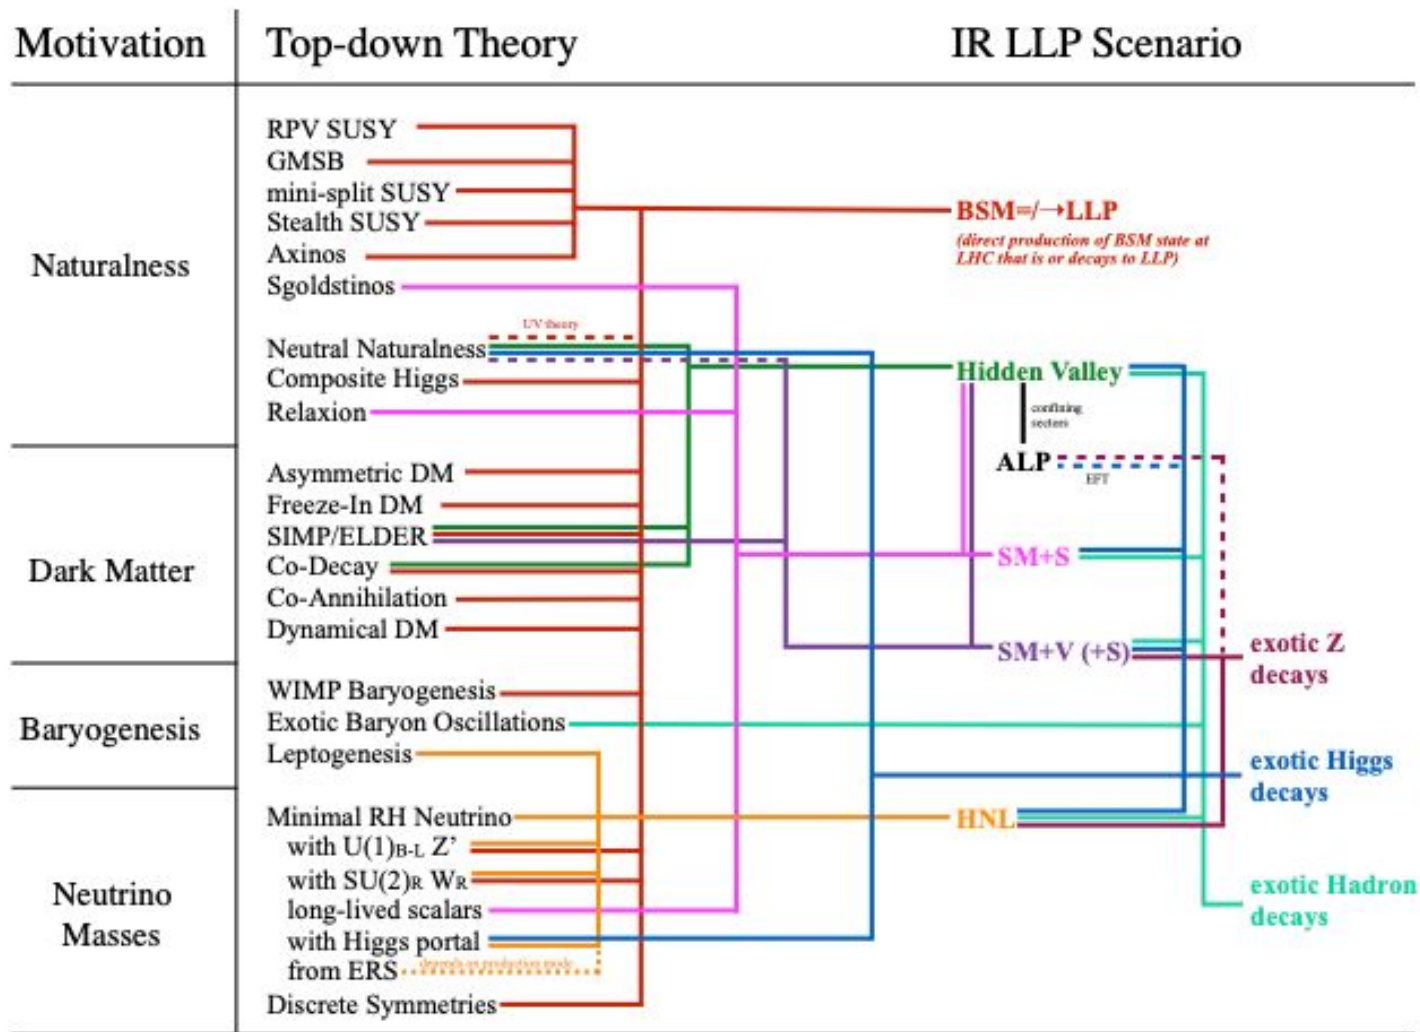 Motivation
Top-down Theory
IR LLP Scenario
Naturalness
RPV SUSY
GMSB
mini-split SUSY
Stealth SUSY
Axinos
Sgoldstinos
UV theory
Neutral Naturalness
Composite Higgs
Relaxion
BSM=/→LLP
(direct production of BSM state at
LHC that is or decays to LLP)
Hidden Valley
confining
sectors
ALP
EFT
Dark Matter
Asymmetric DM
Freeze-In DM
SIMP/ELDER
Co-Decay
Co-Annihilation
Dynamical DM
SM+S
SM+V (+S)
exotic Z
decays
Baryogenesis
WIMP Baryogenesis
Exotic Baryon Oscillations
Leptogenesis
exotic Higgs
decays
Neutrino
Masses
Minimal RH Neutrino
with U(1)B-L Z’
with SU(2)R WR
long-lived scalars
with Higgs portal
from ERS
depends on production mode
Discrete Symmetries
HNL
exotic Hadron
decays